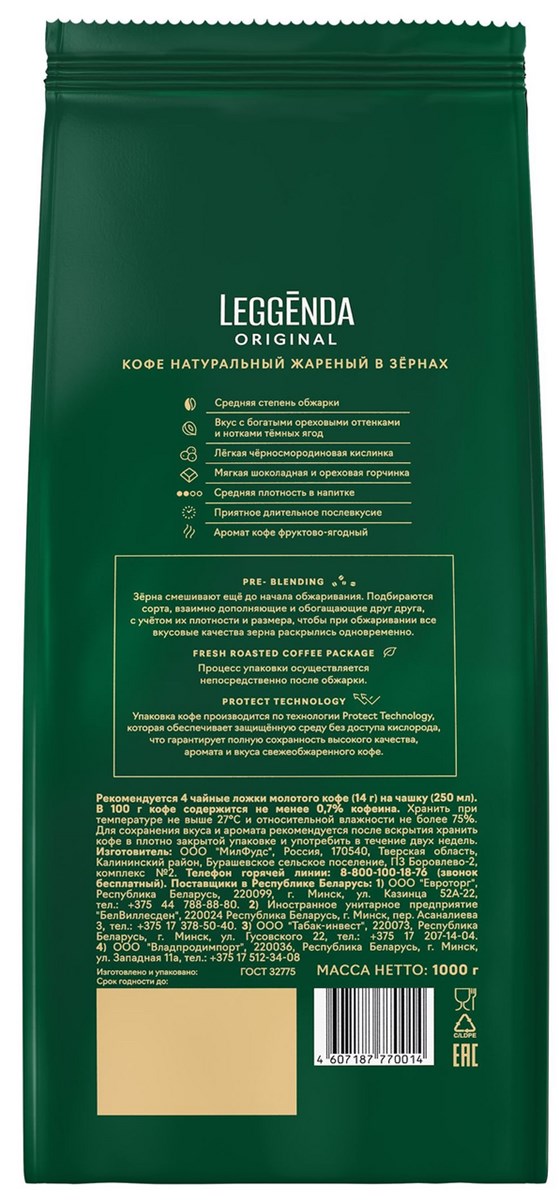 LEGGĒNDA
ORIGINAL
КОФЕ НАТУРАЛЬНЫЙ ЖАРЕНЫЙ В ЗЁРНАХ
Средняя степень обжарки
Вкус с богатыми ореховыми оттенками
и нотками тёмных ягод
Лёгкая чёрносмородиновая кислинка
Мягкая шоколадная и ореховая горчинка
Средняя плотность в напитке
Приятное длительное послевкусие
Аромат кофе фруктово-ягодный
PRE- BLENDING
Зёрна смешивают ещё до начала обжаривания. Подбираются
сорта, взаимно дополняющие и обогащающие друг друга,
с учётом их плотности и размера, чтобы при обжаривании все
вкусовые качества зерна раскрылись одновременно.
FRESH ROASTED COFFEE PACKAGE
Процесс упаковки осуществляется
непосредственно после обжарки.
PROTECT TECHNOLOGY
Упаковка кофе производится по технологии Protect Technology,
которая обеспечивает защищённую среду без доступа кислорода,
что гарантирует полную сохранность высокого качества,
аромата и вкуса свежеобжаренного кофе.
Рекомендуется 4 чайные ложки молотого кофе (14 г) на чашку (250 мл).
В 100 г кофе содержится не менее 0,7% кофеина. Хранить при
температуре не выше 27°С и относительной влажности не более 75%.
Для сохранения вкуса и аромата рекомендуется после вскрытия хранить
кофе в плотно закрытой упаковке и употребить в течение двух недель.
Изготовитель: ООО "МилФудс", Россия, 170540, Тверская область,
Калининский район, Бурашевское сельское поселение, ПЗ Боровлево-2,
комплекс №2. Телефон горячей линии: 8-800-100-18-76 (звонок
бесплатный). Поставщики в Республике Беларусь: 1) ООО "Евроторг",
Республика Беларусь, 220099, г. Минск, ул. Казинца 52А-22,
тел.: +375 44 788-88-80. 2) Иностранное унитарное предприятие
"БелВиллесден", 220024 Республика Беларусь, г. Минск, пер. Асаналиева
3, тел.: +375 17 378-50-40. 3) ООО "Табак-инвест", 220073, Республика
Беларусь, г. Минск, ул. Гусовского 22, тел.: +375 17 207-14-04.
4) ООО "Владпродимпорт", 220036, Республика Беларусь, г. Минск,
ул. Западная 11а, тел.: +375 17 512-34-08
Изготовлено и упаковано: ГОСТ 32775 МАССА НЕТТО: 1000 г
Срок годности до:
4 607187 770014
C/LDPE
EAC